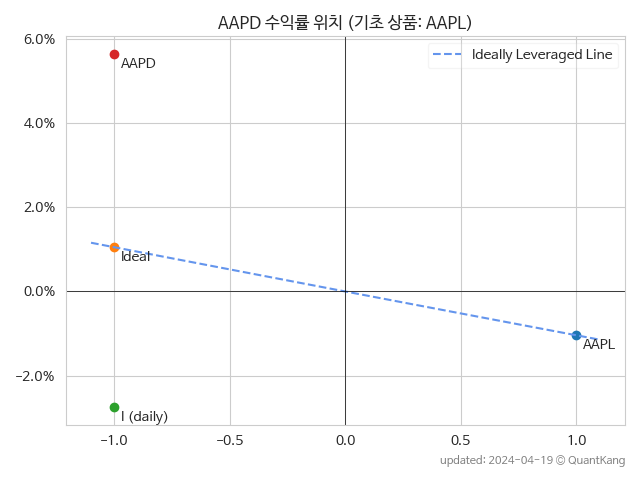 AAPD 수익률 위치 (기초 상품: AAPL)
6.0%
4.0%
2.0%
0.0%
−2.0%
Ideally Leveraged Line
AAPD
Ideal
AAPL
I (daily)
−1.0
−0.5
0.0
0.5
1.0
updated: 2024-04-19 © QuantKang